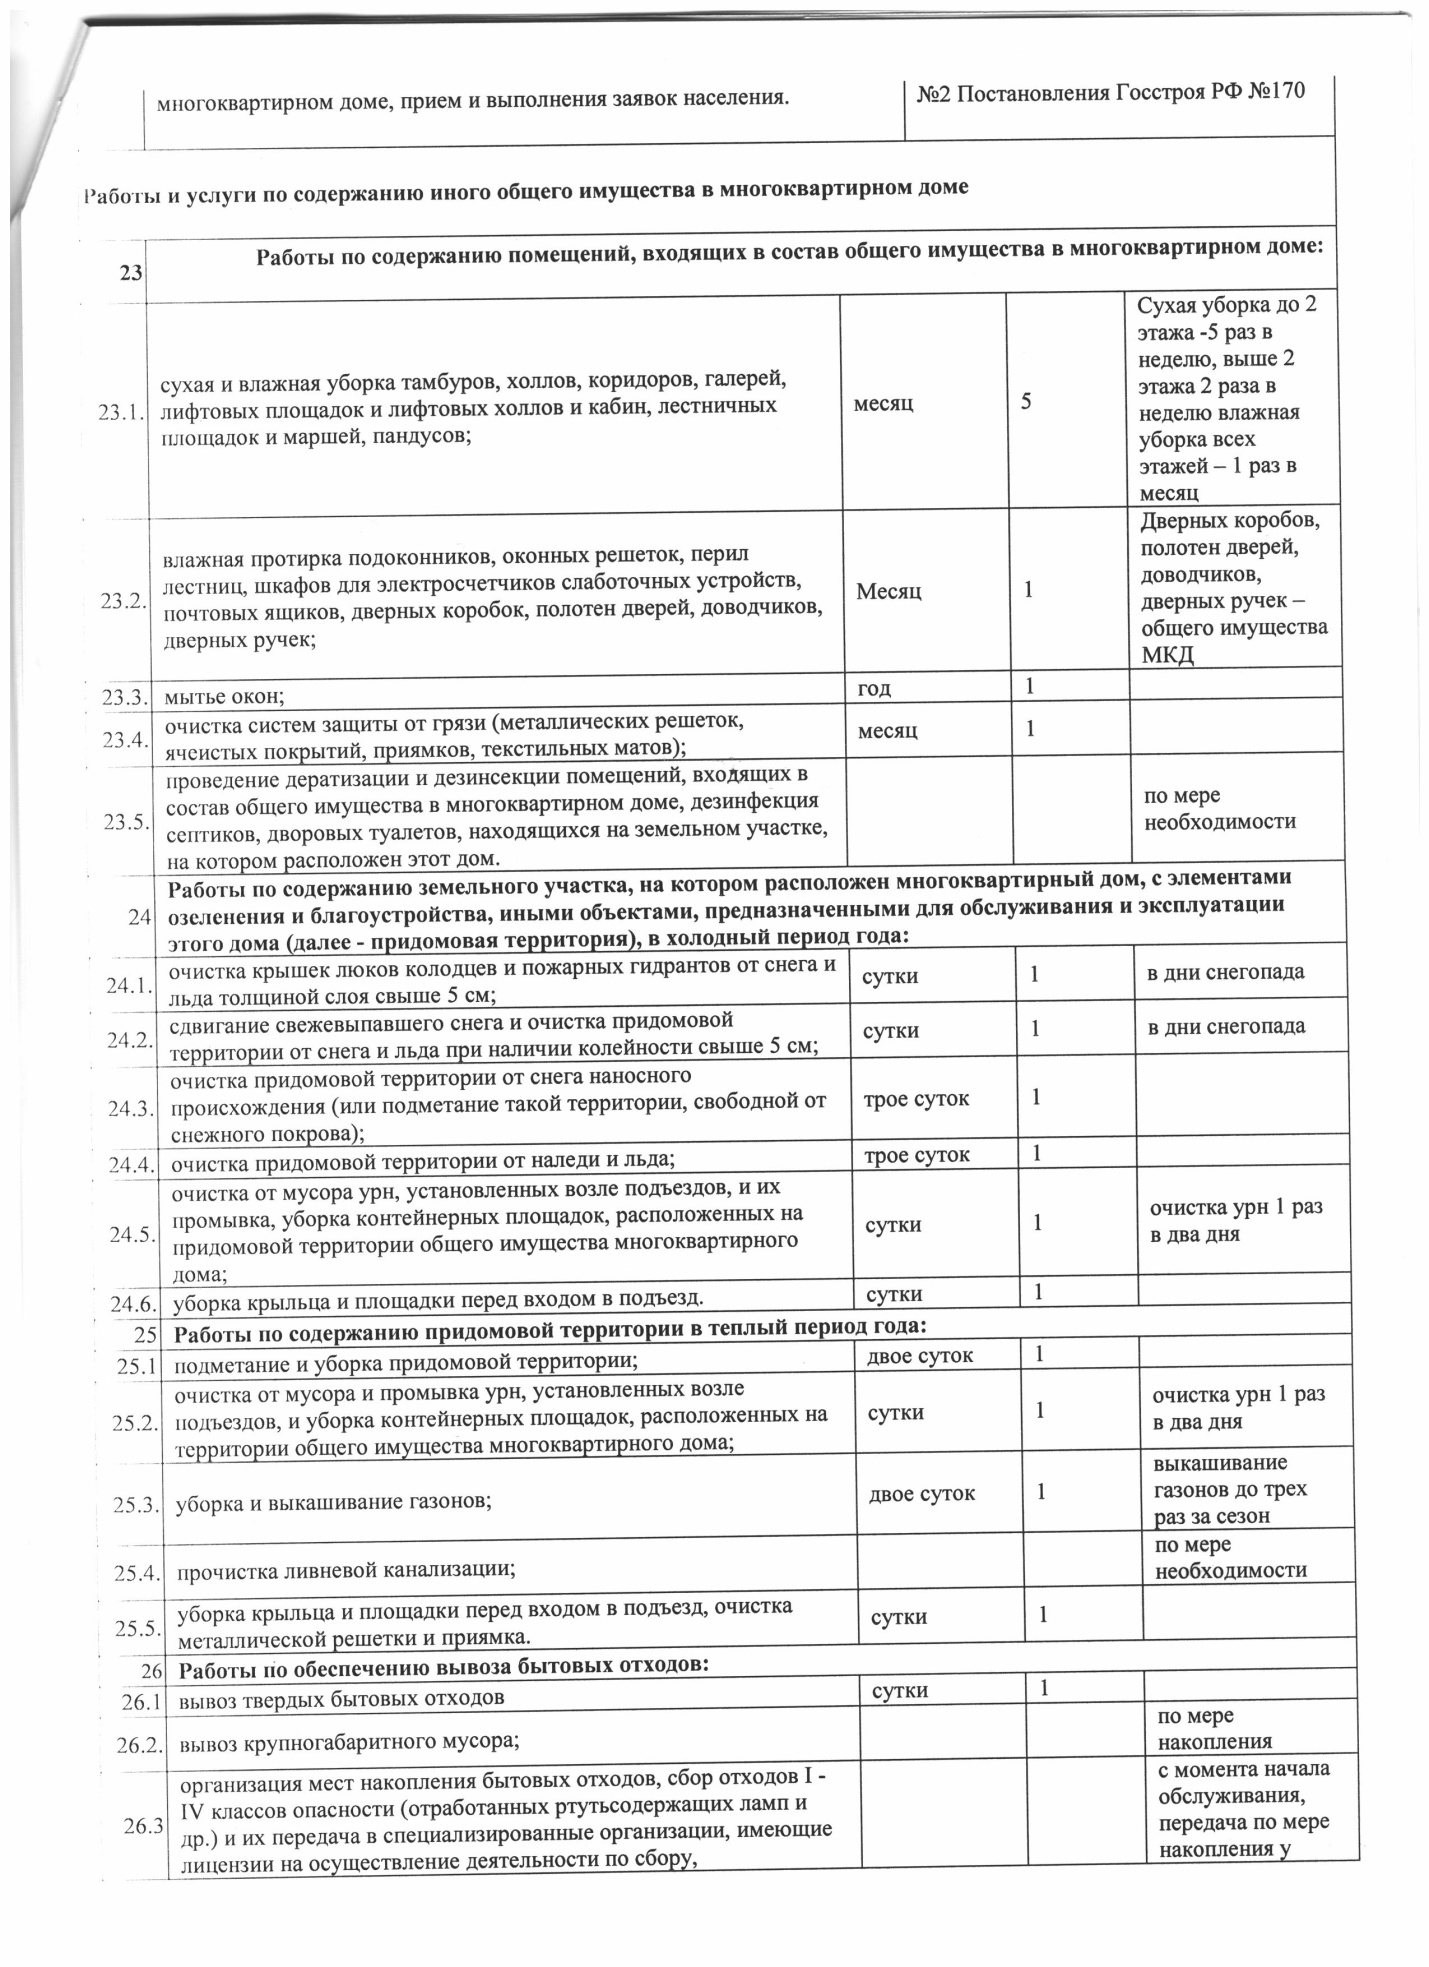 многоквартирном доме, прием и выполнения заявок населения.
№2 Постановления Госстроя РФ №170
Работы и услуги по содержанию иного общего имущества в многоквартирном доме
23
Работы по содержанию помещений, входящих в состав общего имущества в многоквартирном доме:
23.1.
сухая и влажная уборка тамбуров, холлов, коридоров, галерей,
лифтовых площадок и лифтовых холлов и кабин, лестничных
площадок и маршей, пандусов;
месяц
5
Сухая уборка до 2
этажа -5 раз в
неделю, выше 2
этажа 2 раза в
неделю влажная
уборка всех
этажей – 1 раз в
месяц
23.2.
влажная протирка подоконников, оконных решеток, перил
лестниц, шкафов для электросчетчиков слаботочных устройств,
почтовых ящиков, дверных коробок, полотен дверей, доводчиков,
дверных ручек;
Месяц
1
Дверных коробов,
полотен дверей,
доводчиков,
дверных ручек –
общего имущества
МКД
23.3.
мытье окон;
год
1
23.4.
очистка систем защиты от грязи (металлических решеток,
ячеистых покрытий, приямков, текстильных матов);
месяц
1
23.5.
проведение дератизации и дезинсекции помещений, входящих в
состав общего имущества в многоквартирном доме, дезинфекция
септиков, дворовых туалетов, находящихся на земельном участке,
на котором расположен этот дом.
по мере
необходимости
24
Работы по содержанию земельного участка, на котором расположен многоквартирный дом, с элементами
озеленения и благоустройства, иными объектами, предназначенными для обслуживания и эксплуатации
этого дома (далее - придомовая территория), в холодный период года:
24.1.
очистка крышек люков колодцев и пожарных гидрантов от снега и
льда толщиной слоя свыше 5 см;
сутки
1
в дни снегопада
24.2.
сдвигание свежевыпавшего снега и очистка придомовой
территории от снега и льда при наличии колейности свыше 5 см;
сутки
1
в дни снегопада
24.3.
очистка придомовой территории от снега наносного
происхождения (или подметание такой территории, свободной от
снежного покрова);
трое суток
1
24.4.
очистка придомовой территории от наледи и льда;
трое суток
1
24.5.
очистка от мусора урн, установленных возле подъездов, и их
промывка, уборка контейнерных площадок, расположенных на
придомовой территории общего имущества многоквартирного
дома;
сутки
1
очистка урн 1 раз
в два дня
24.6.
уборка крыльца и площадки перед входом в подъезд.
сутки
1
25
Работы по содержанию придомовой территории в теплый период года:
25.1
подметание и уборка придомовой территории;
двое суток
1
25.2.
очистка от мусора и промывка урн, установленных возле
подъездов, и уборка контейнерных площадок, расположенных на
территории общего имущества многоквартирного дома;
сутки
1
очистка урн 1 раз
в два дня
25.3.
уборка и выкашивание газонов;
двое суток
1
выкашивание
газонов до трех
раз за сезон
25.4.
прочистка ливневой канализации;
по мере
необходимости
25.5.
уборка крыльца и площадки перед входом в подъезд, очистка
металлической решетки и приямка.
сутки
1
26
Работы по обеспечению вывоза бытовых отходов:
26.1
вывоз твердых бытовых отходов
сутки
1
26.2.
вывоз крупногабаритного мусора;
по мере
накопления
26.3
организация мест накопления бытовых отходов, сбор отходов I -
IV классов опасности (отработанных ртутьсодержащих ламп и
др.) и их передача в специализированные организации, имеющие
лицензии на осуществление деятельности по сбору,
с момента начала
обслуживания,
передача по мере
накопления у